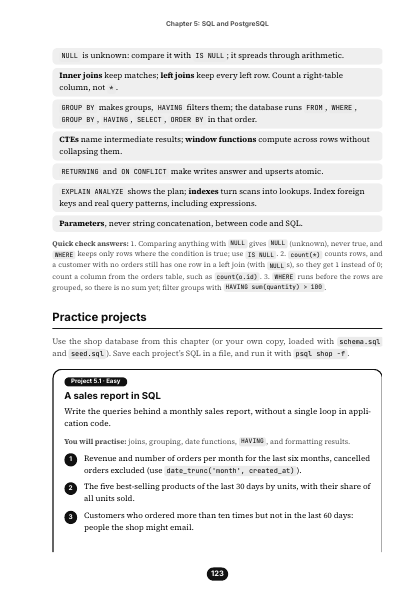 Chapter 5: SQL and PostgreSQL
NULL is unknown: compare it with IS NULL; it spreads through arithmetic.
Inner joins keep matches; left joins keep every left row. Count a right-table
column, not *.
GROUP BY makes groups, HAVING filters them; the database runs FROM, WHERE,
GROUP BY, HAVING, SELECT, ORDER BY in that order.
CTEs name intermediate results; window functions compute across rows without
collapsing them.
RETURNING and ON CONFLICT make writes answer and upserts atomic.
EXPLAIN ANALYZE shows the plan; indexes turn scans into lookups. Index foreign
keys and real query patterns, including expressions.
Parameters, never string concatenation, between code and SQL.
Quick check answers: 1. Comparing anything with NULL gives NULL (unknown), never true, and
WHERE keeps only rows where the condition is true; use IS NULL. 2. count(*) counts rows, and
a customer with no orders still has one row in a left join (with NULLs), so they get 1 instead of 0;
count a column from the orders table, such as count(o.id). 3. WHERE runs before the rows are
grouped, so there is no sum yet; filter groups with HAVING sum(quantity) > 100.
Practice projects
Use the shop database from this chapter (or your own copy, loaded with schema.sql
and seed.sql). Save each project's SQL in a file, and run it with psql shop -f.
Project 5.1 · Easy
A sales report in SQL
Write the queries behind a monthly sales report, without a single loop in appli-
cation code.
You will practise: joins, grouping, date functions, HAVING, and formatting results.
1 Revenue and number of orders per month for the last six months, cancelled
orders excluded (use date_trunc('month', created_at)).
2 The five best-selling products of the last 30 days by units, with their share of
all units sold.
3 Customers who ordered more than ten times but not in the last 60 days:
people the shop might email.
123